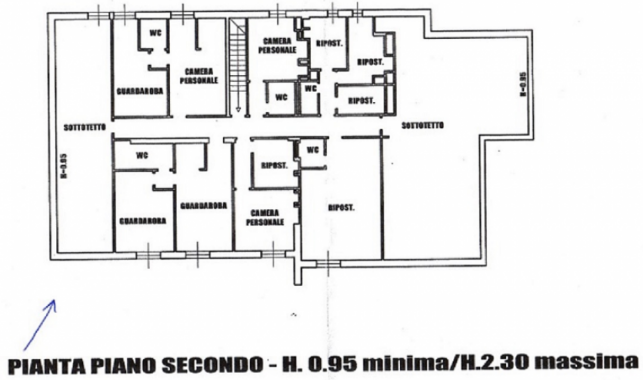 WC
CAMERA
PERSONALE
RIPOST.
RIPOST.
CAMERA
PERSONALE
GUARDAROBA
WC
WC
RIPOST.
SOTTOTETTO
SOTTOTETTO
H=0.95
H=0.95
WC
RIPOST.
WC
GUARDAROBA
GUARDAROBA
CAMERA
PERSONALE
RIPOST.
PIANTA PIANO SECONDO - H. 0.95 minima/H.2.30 massima